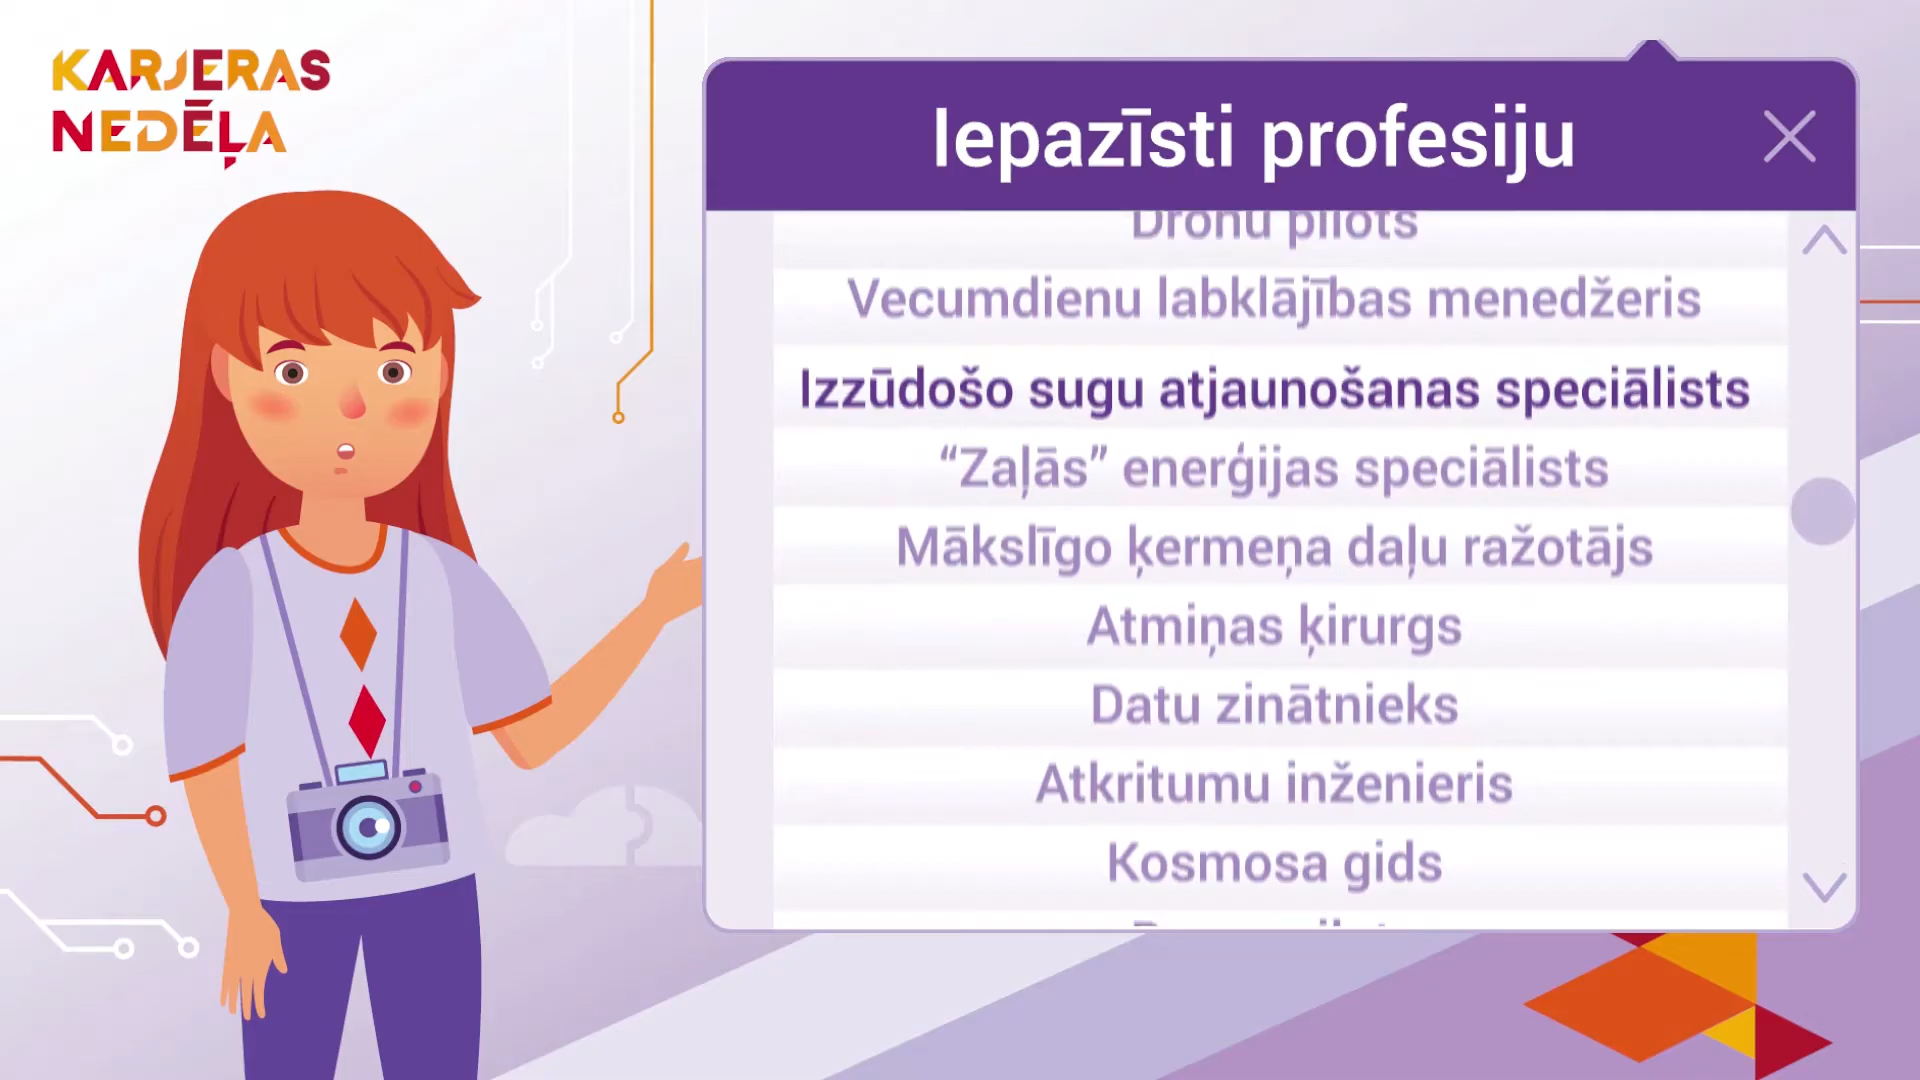 KARJERAS
NEDĒĻA
Iepazīsti profesiju
Dronu pilots
Vecumdienu labklājības menedžeris
Izzūdošo sugu atjaunošanas speciālists
“Zaļās” enerģijas speciālists
Mākslīgo ķermeņa daļu ražotājs
Atmiņas ķirurgs
Datu zinātnieks
Atkritumu inženieris
Kosmosa gids